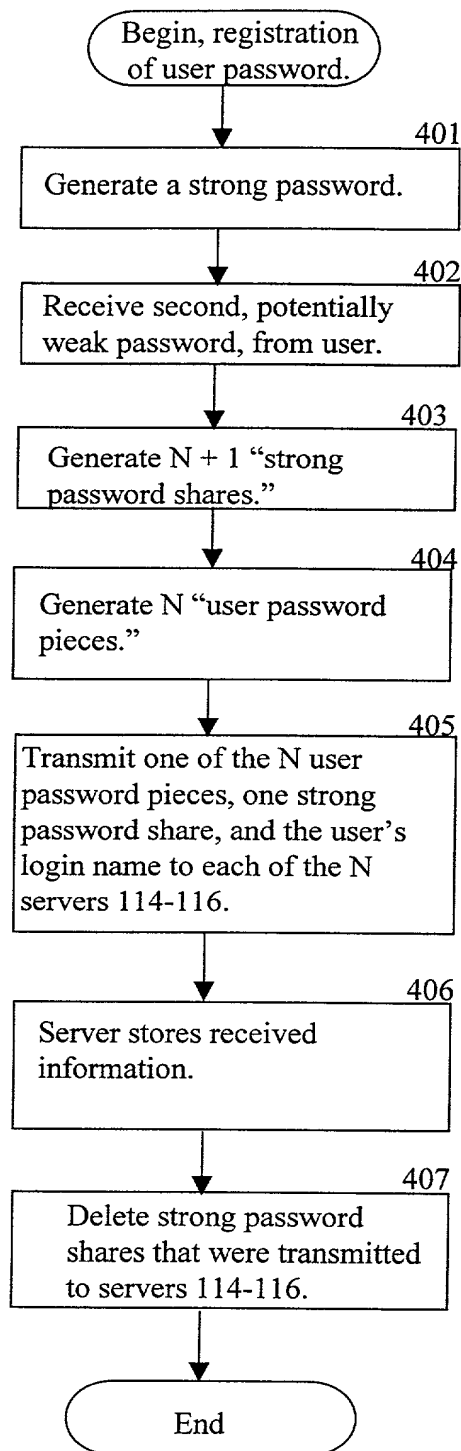 Begin, registration
of user password.
401
Generate a strong password.
402
Receive second, potentially
weak password, from user.
403
Generate N + 1 “strong
password shares.”
404
Generate N “user password
pieces.”
405
Transmit one of the N user
password pieces, one strong
password share, and the user’s
login name to each of the N
servers 114-116.
406
Server stores received
information.
407
Delete strong password
shares that were transmitted
to servers 114-116.
End